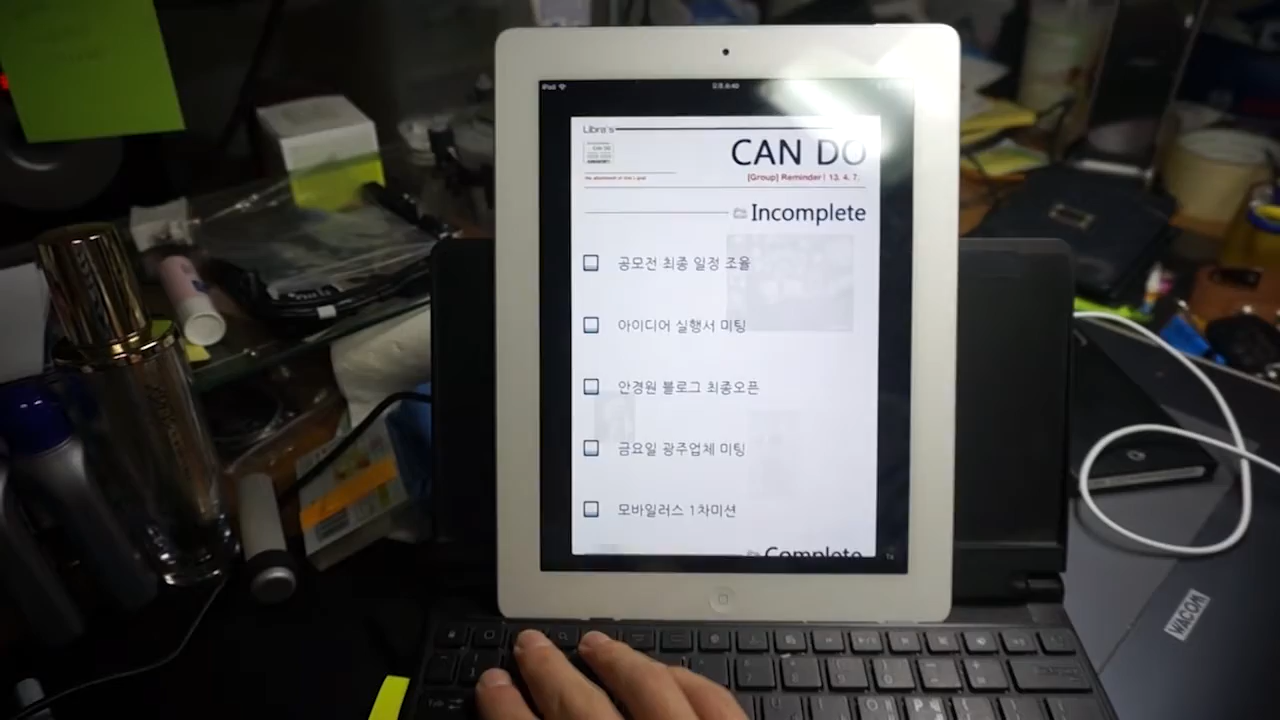 iPad
Libra's
CAN DO
[Group] Reminder | 13. 4. 7.
Incomplete
공모전 최종 일정 조율
아이디어 실행서 미팅
안경원 블로그 최종오픈
금요일 광주업체 미팅
모바일러스 1차미션
Complete
WACOM